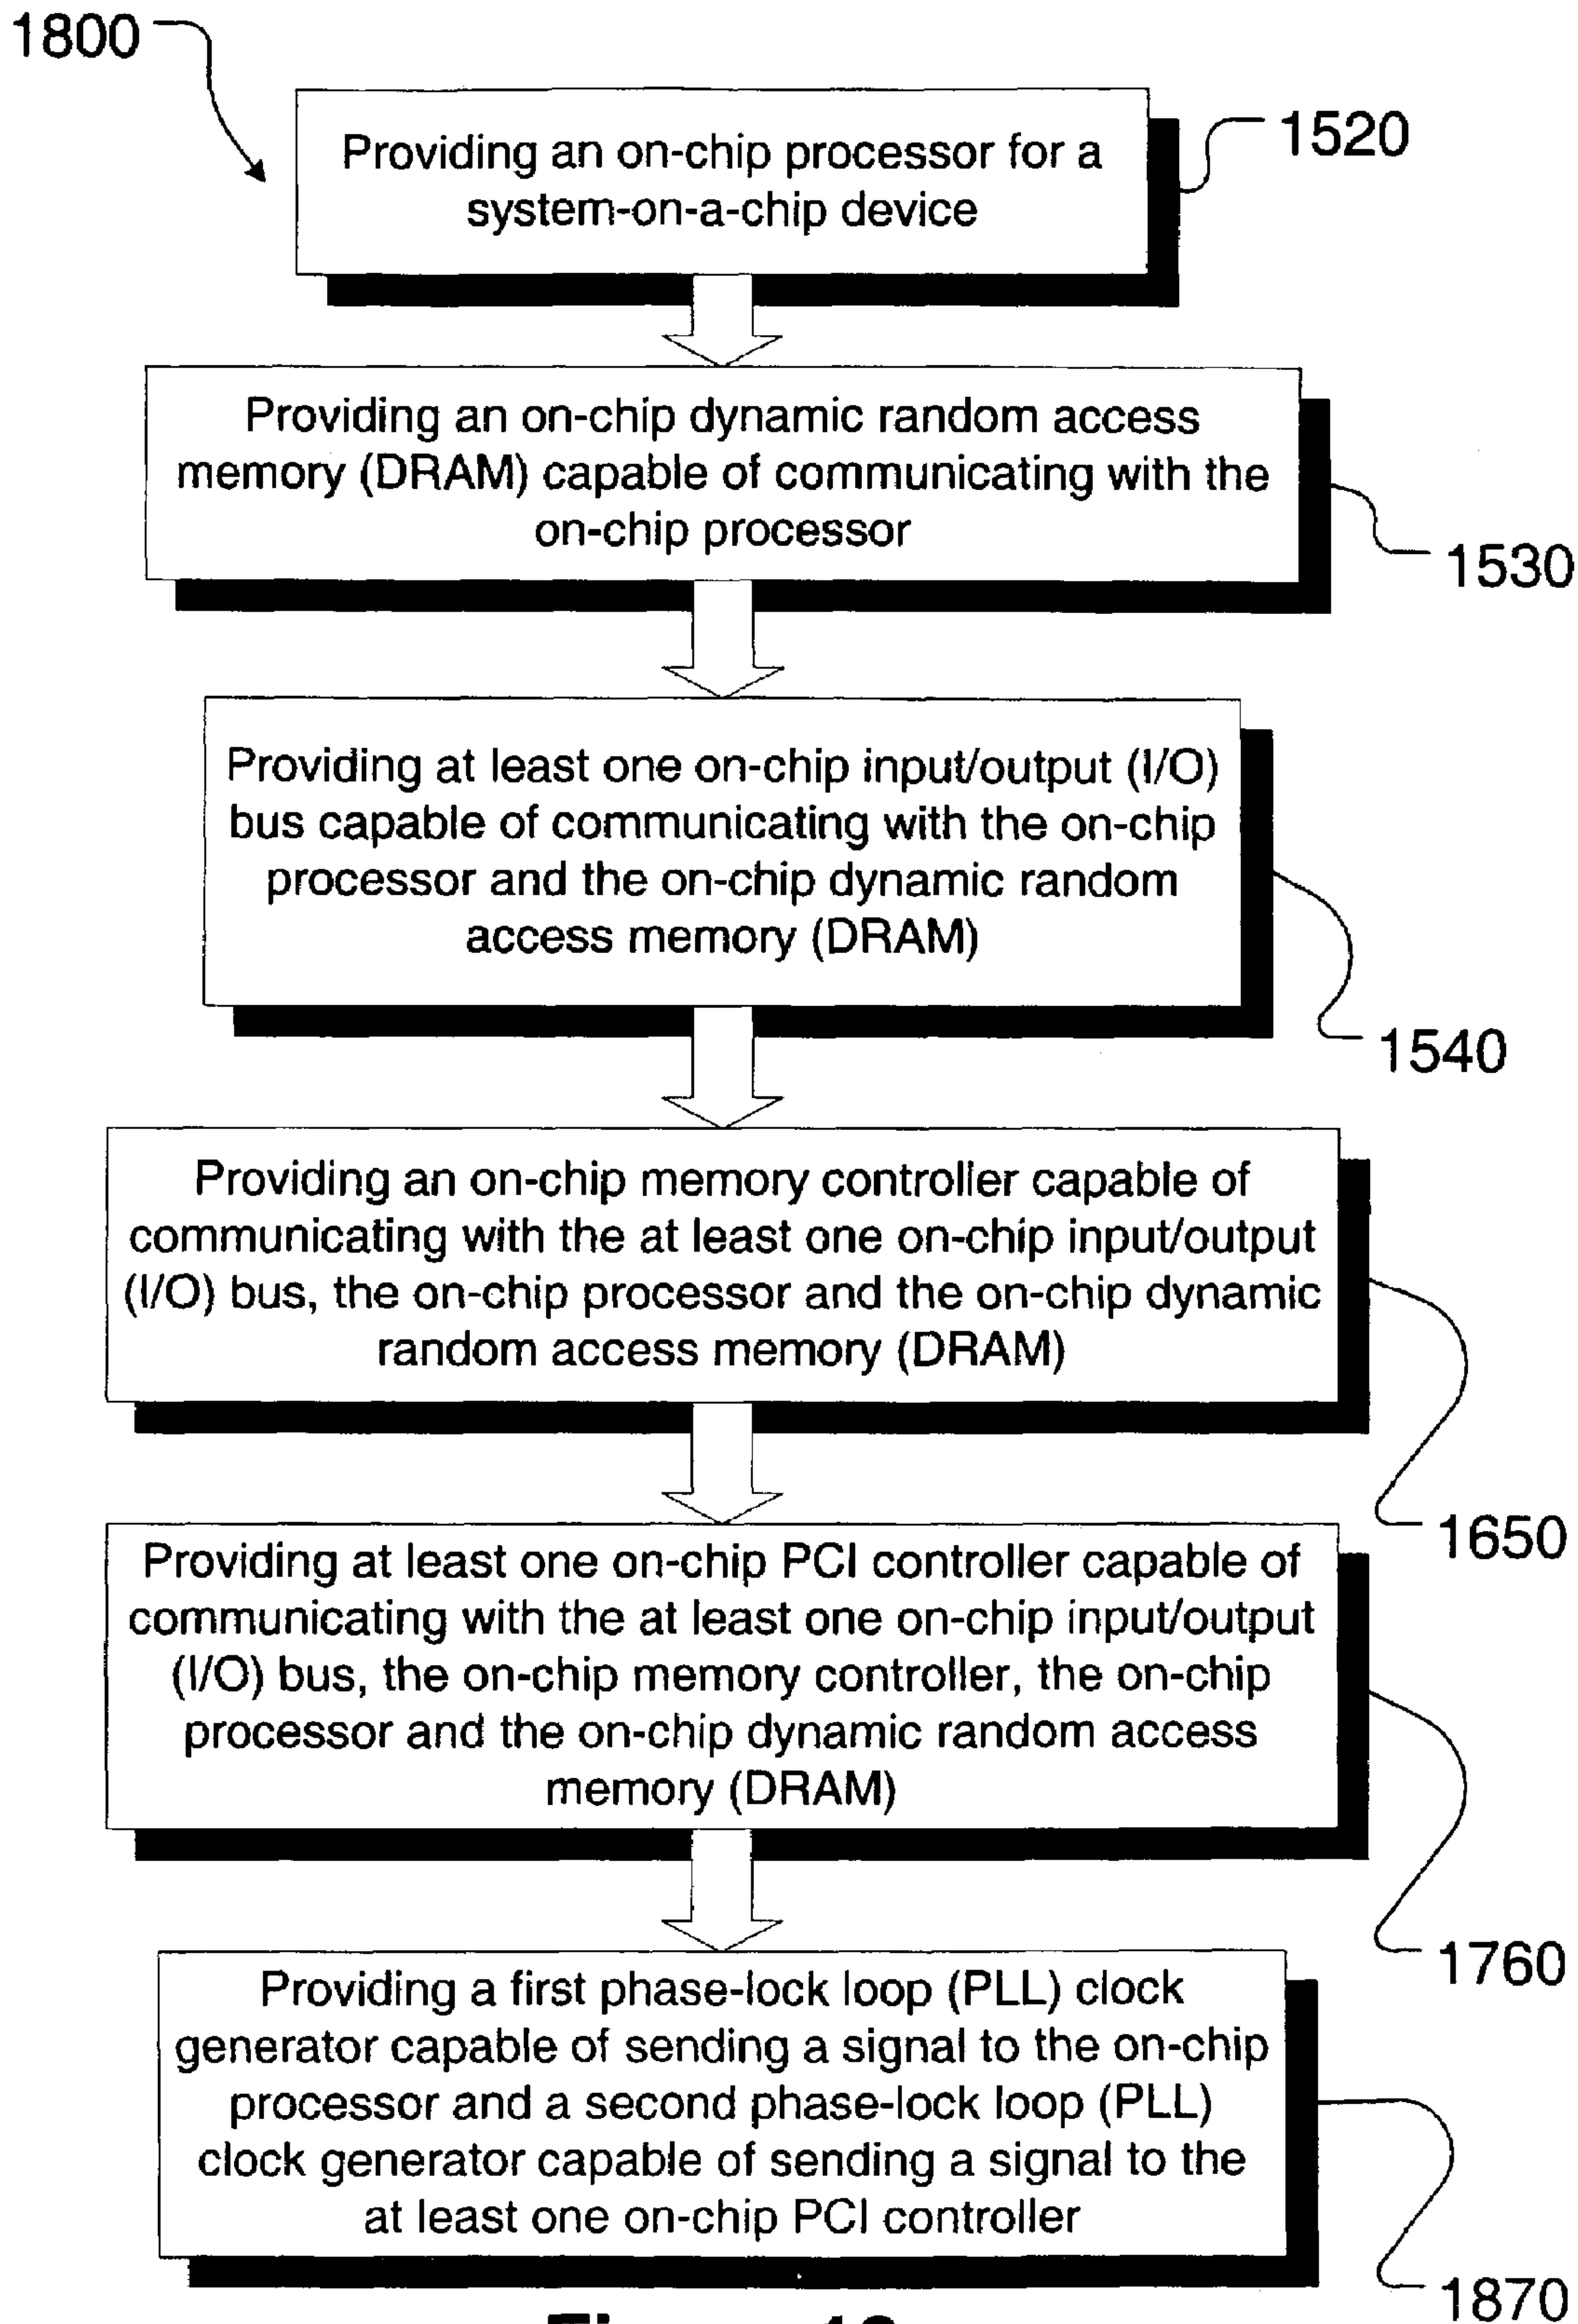 1800
Providing an on-chip processor for a
system-on-a-chip device
1520
Providing an on-chip dynamic random access
memory (DRAM) capable of communicating with the
on-chip processor
1530
Providing at least one on-chip input/output (I/O)
bus capable of communicating with the on-chip
processor and the on-chip dynamic random
access memory (DRAM)
1540
Providing an on-chip memory controller capable of
communicating with the at least one on-chip input/output
(I/O) bus, the on-chip processor and the on-chip dynamic
random access memory (DRAM)
1650
Providing at least one on-chip PCI controller capable of
communicating with the at least one on-chip input/output
(I/O) bus, the on-chip memory controller, the on-chip
processor and the on-chip dynamic random access
memory (DRAM)
1760
Providing a first phase-lock loop (PLL) clock
generator capable of sending a signal to the on-chip
processor and a second phase-lock loop (PLL)
clock generator capable of sending a signal to the
at least one on-chip PCI controller
1870